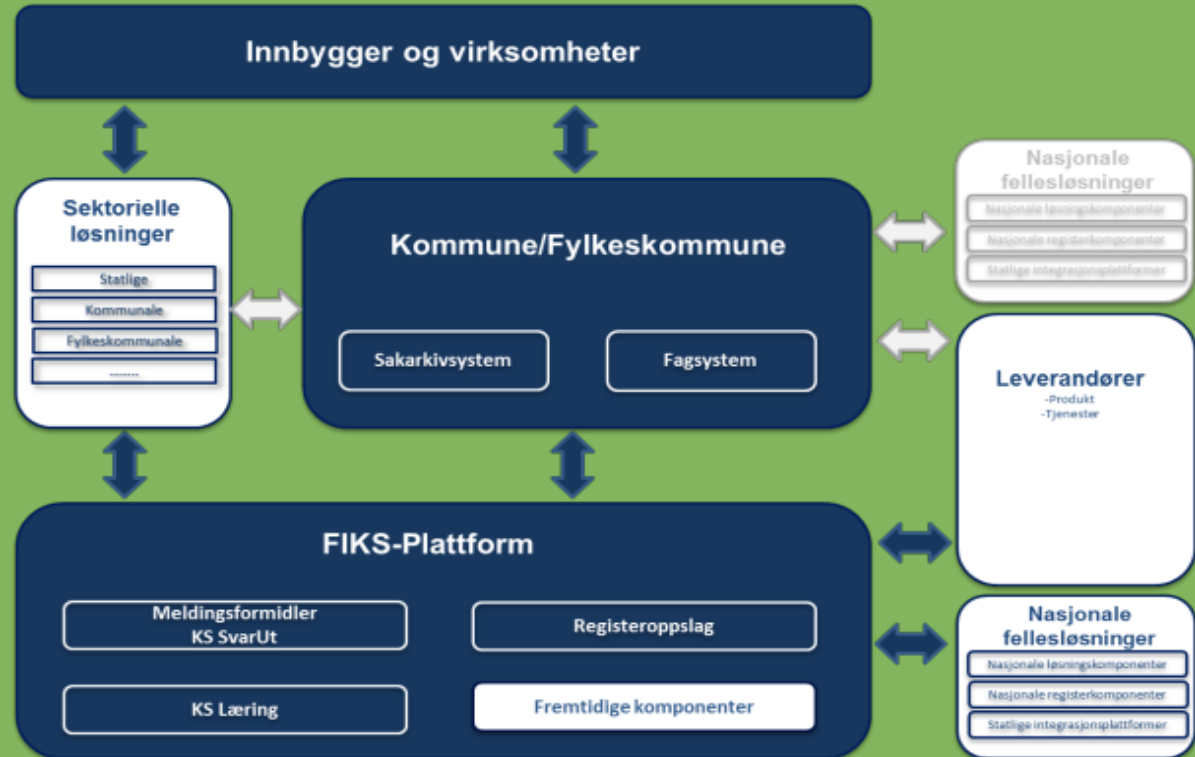 Innbygger og virksomheter
Sektorielle
løsninger
Statlige
Kommunale
Fylkeskommunale
........
Kommune/Fylkeskommune
Sakarkivsystem
Fagsystem
Nasjonale
fellesløsninger
Nasjonale løsningskomponenter
Nasjonale registerkomponenter
Statlige integrasjonsplattformer
Leverandører
-Produkt
-Tjenester
FIKS-Plattform
Meldingsformidler
KS SvarUt
Registeroppslag
KS Læring
Fremtidige komponenter
Nasjonale
fellesløsninger
Nasjonale løsningskomponenter
Nasjonale registerkomponenter
Statlige integrasjonsplattformer